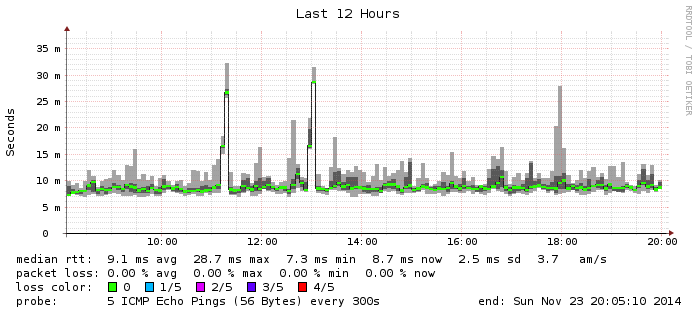 Last 12 Hours
RRDTOOL / TOBI OETIKER
Seconds
35 m
30 m
25 m
20 m
15 m
10 m
5 m
0
10:00 12:00 14:00 16:00 18:00 20:00
median rtt: 9.1 ms avg 28.7 ms max 7.3 ms min 8.7 ms now 2.5 ms sd 3.7 am/s
packet loss: 0.00 % avg 0.00 % max 0.00 % min 0.00 % now
loss color: 0 1/5 2/5 3/5 4/5
probe: 5 ICMP Echo Pings (56 Bytes) every 300s end: Sun Nov 23 20:05:10 2014